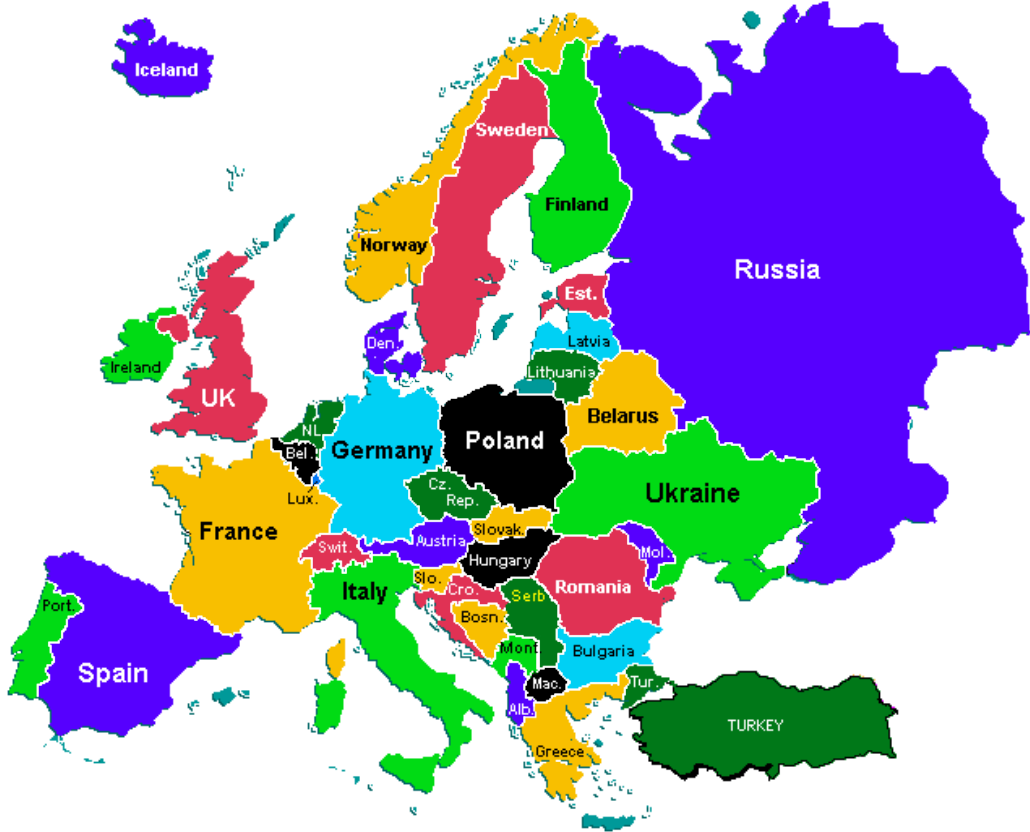 Iceland
Sweden
Finland
Norway
Russia
Est.
Den.
Latvia
Ireland
Lithuania
UK
Belarus
NL
Poland
Germany
Bel.
Cz.
Rep.
Ukraine
Lux.
France
Slovak.
Austria
Swit.
Mol.
Hungary
Slo.
Romania
Italy
Cro.
Serb
Port.
Bosn.
Mont.
Bulgaria
Spain
Mac.
Tur.
Alb.
TURKEY
Greece